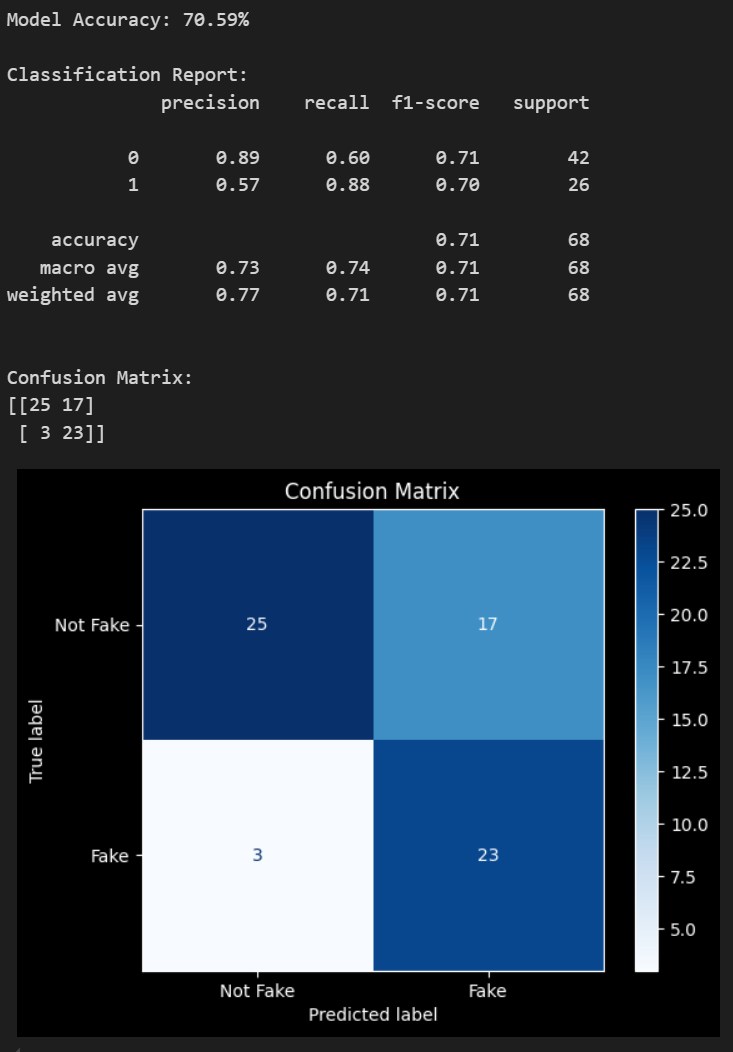 Model Accuracy: 70.59%
Classification Report:
precision recall f1-score support
0 0.89 0.60 0.71 42
1 0.57 0.88 0.70 26
accuracy 0.71 68
macro avg 0.73 0.74 0.71 68
weighted avg 0.77 0.71 0.71 68
Confusion Matrix:
[[25 17]
[ 3 23]]
Confusion Matrix
True label
Not Fake
Fake
25 17
3 23
Not Fake Fake
Predicted label
25.0
22.5
20.0
17.5
15.0
12.5
10.0
7.5
5.0